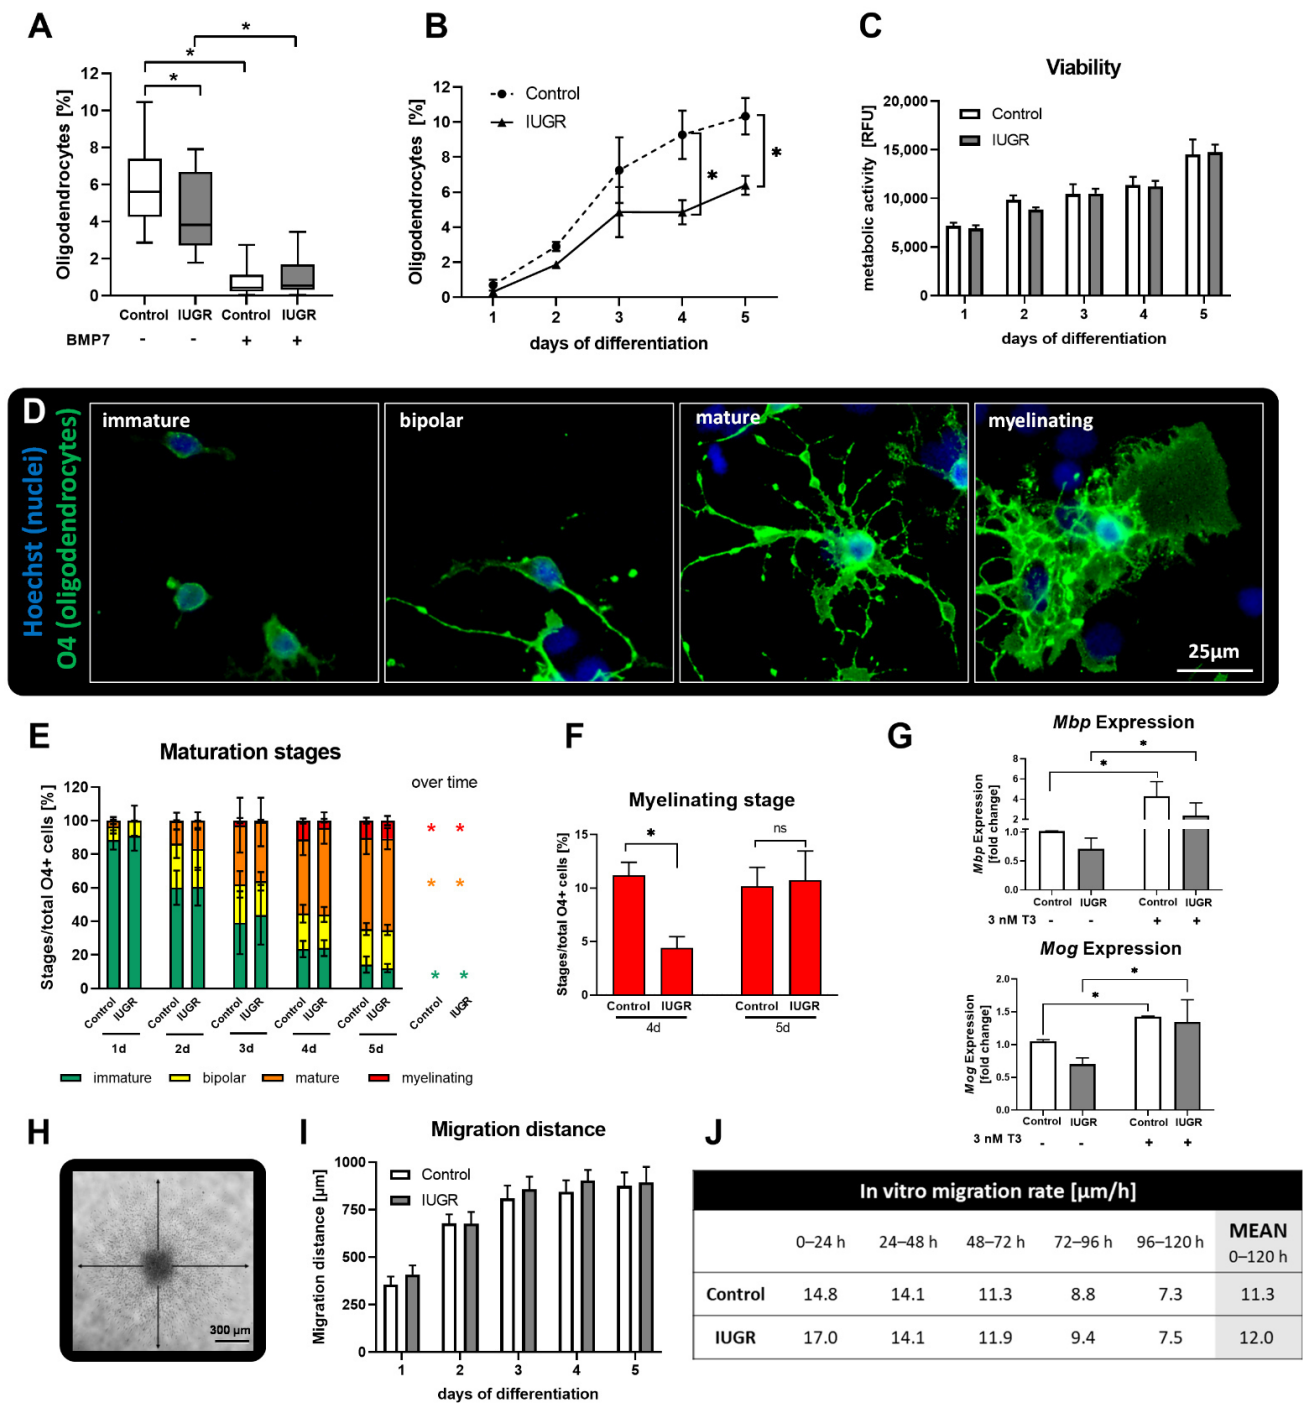 A
*
*
*
Oligodendrocytes [%]
12
10
8
6
4
2
0
Control IUGR Control IUGR
BMP7 - - + +
B
Oligodendrocytes [%]
12
10
8
6
4
2
0
Control
IUGR
*
*
1 2 3 4 5
days of differentiation
C
Viability
metabolic activity [RFU]
20,000
15,000
10,000
5,000
0
Control
IUGR
1 2 3 4 5
days of differentiation
D
Hoechst (nuclei)
O4 (oligodendrocytes)
immature
bipolar
mature
myelinating
25µm
E
Maturation stages
Stages/total O4+ cells [%]
120
100
80
60
40
20
0
over time
* *
* *
* *
Control IUGR Control IUGR Control IUGR Control IUGR Control IUGR Control IUGR
1d 2d 3d 4d 5d
immature bipolar mature myelinating
F
Myelinating stage
Stages/total O4+ cells [%]
15
10
5
0
*
ns
Control IUGR Control IUGR
4d 5d
G
Mbp Expression
Mbp Expression
[fold change]
8
6
4
2
1.0
0.5
0.0
*
*
Control IUGR Control IUGR
3 nM T3 - - + +
Mog Expression
Mog Expression
[fold change]
2.0
1.5
1.0
0.5
0.0
*
*
Control IUGR Control IUGR
3 nM T3 - - + +
H
300 µm
I
Migration distance
Migration distance [µm]
1000
750
500
250
0
Control
IUGR
1 2 3 4 5
days of differentiation
J
In vitro migration rate [µm/h]
0–24 h 24–48 h 48–72 h 72–96 h 96–120 h MEAN
0–120 h
Control 14.8 14.1 11.3 8.8 7.3 11.3
IUGR 17.0 14.1 11.9 9.4 7.5 12.0